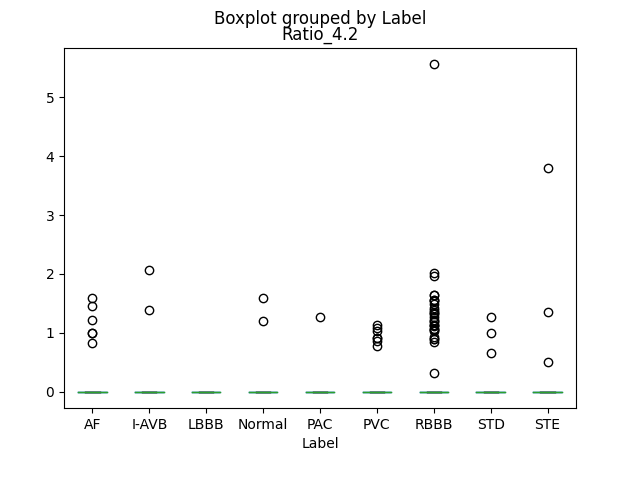 Boxplot grouped by Label
Ratio_4.2
5
4
3
2
1
0
AF I-AVB LBBB Normal PAC PVC RBBB STD STE
Label